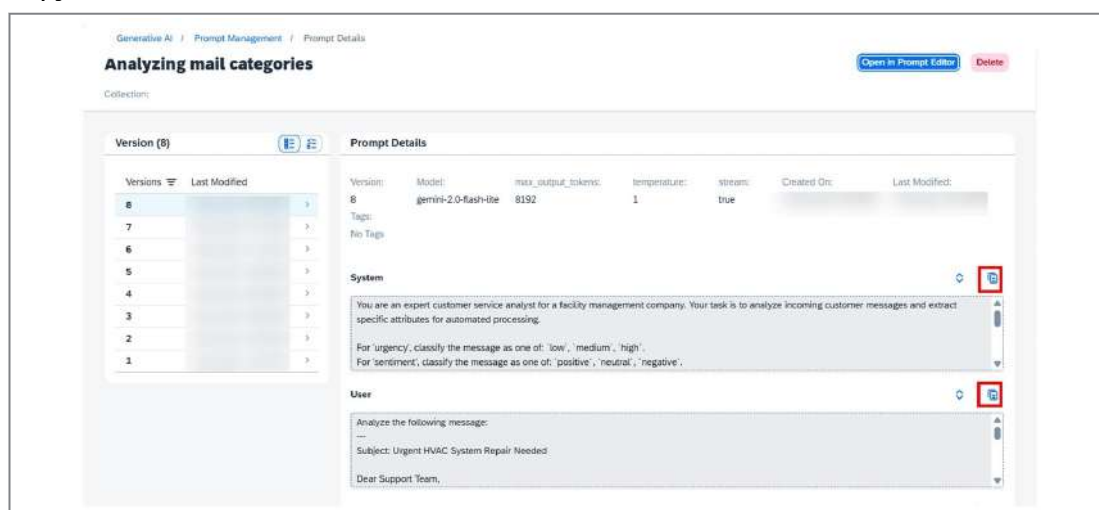 Generative AI / Prompt Management / Prompt Details
Analyzing mail categories
Open in Prompt Editor
Delete
Collection:
Version (8)
Versions Last Modified
8
7
6
5
4
3
2
1
Prompt Details
Version: Model: max_output_tokens: temperature: stream: Created On: Last Modified:
8 gemini-2.0-flash-lite 8192 1 true
Tags:
No Tags
System
You are an expert customer service analyst for a facility management company. Your task is to analyze incoming customer messages and extract
specific attributes for automated processing.
For 'urgency', classify the message as one of: `low`, `medium`, `high`.
For 'sentiment', classify the message as one of: `positive`, `neutral`, `negative`.
User
Analyze the following message:
---
Subject: Urgent HVAC System Repair Needed
Dear Support Team,